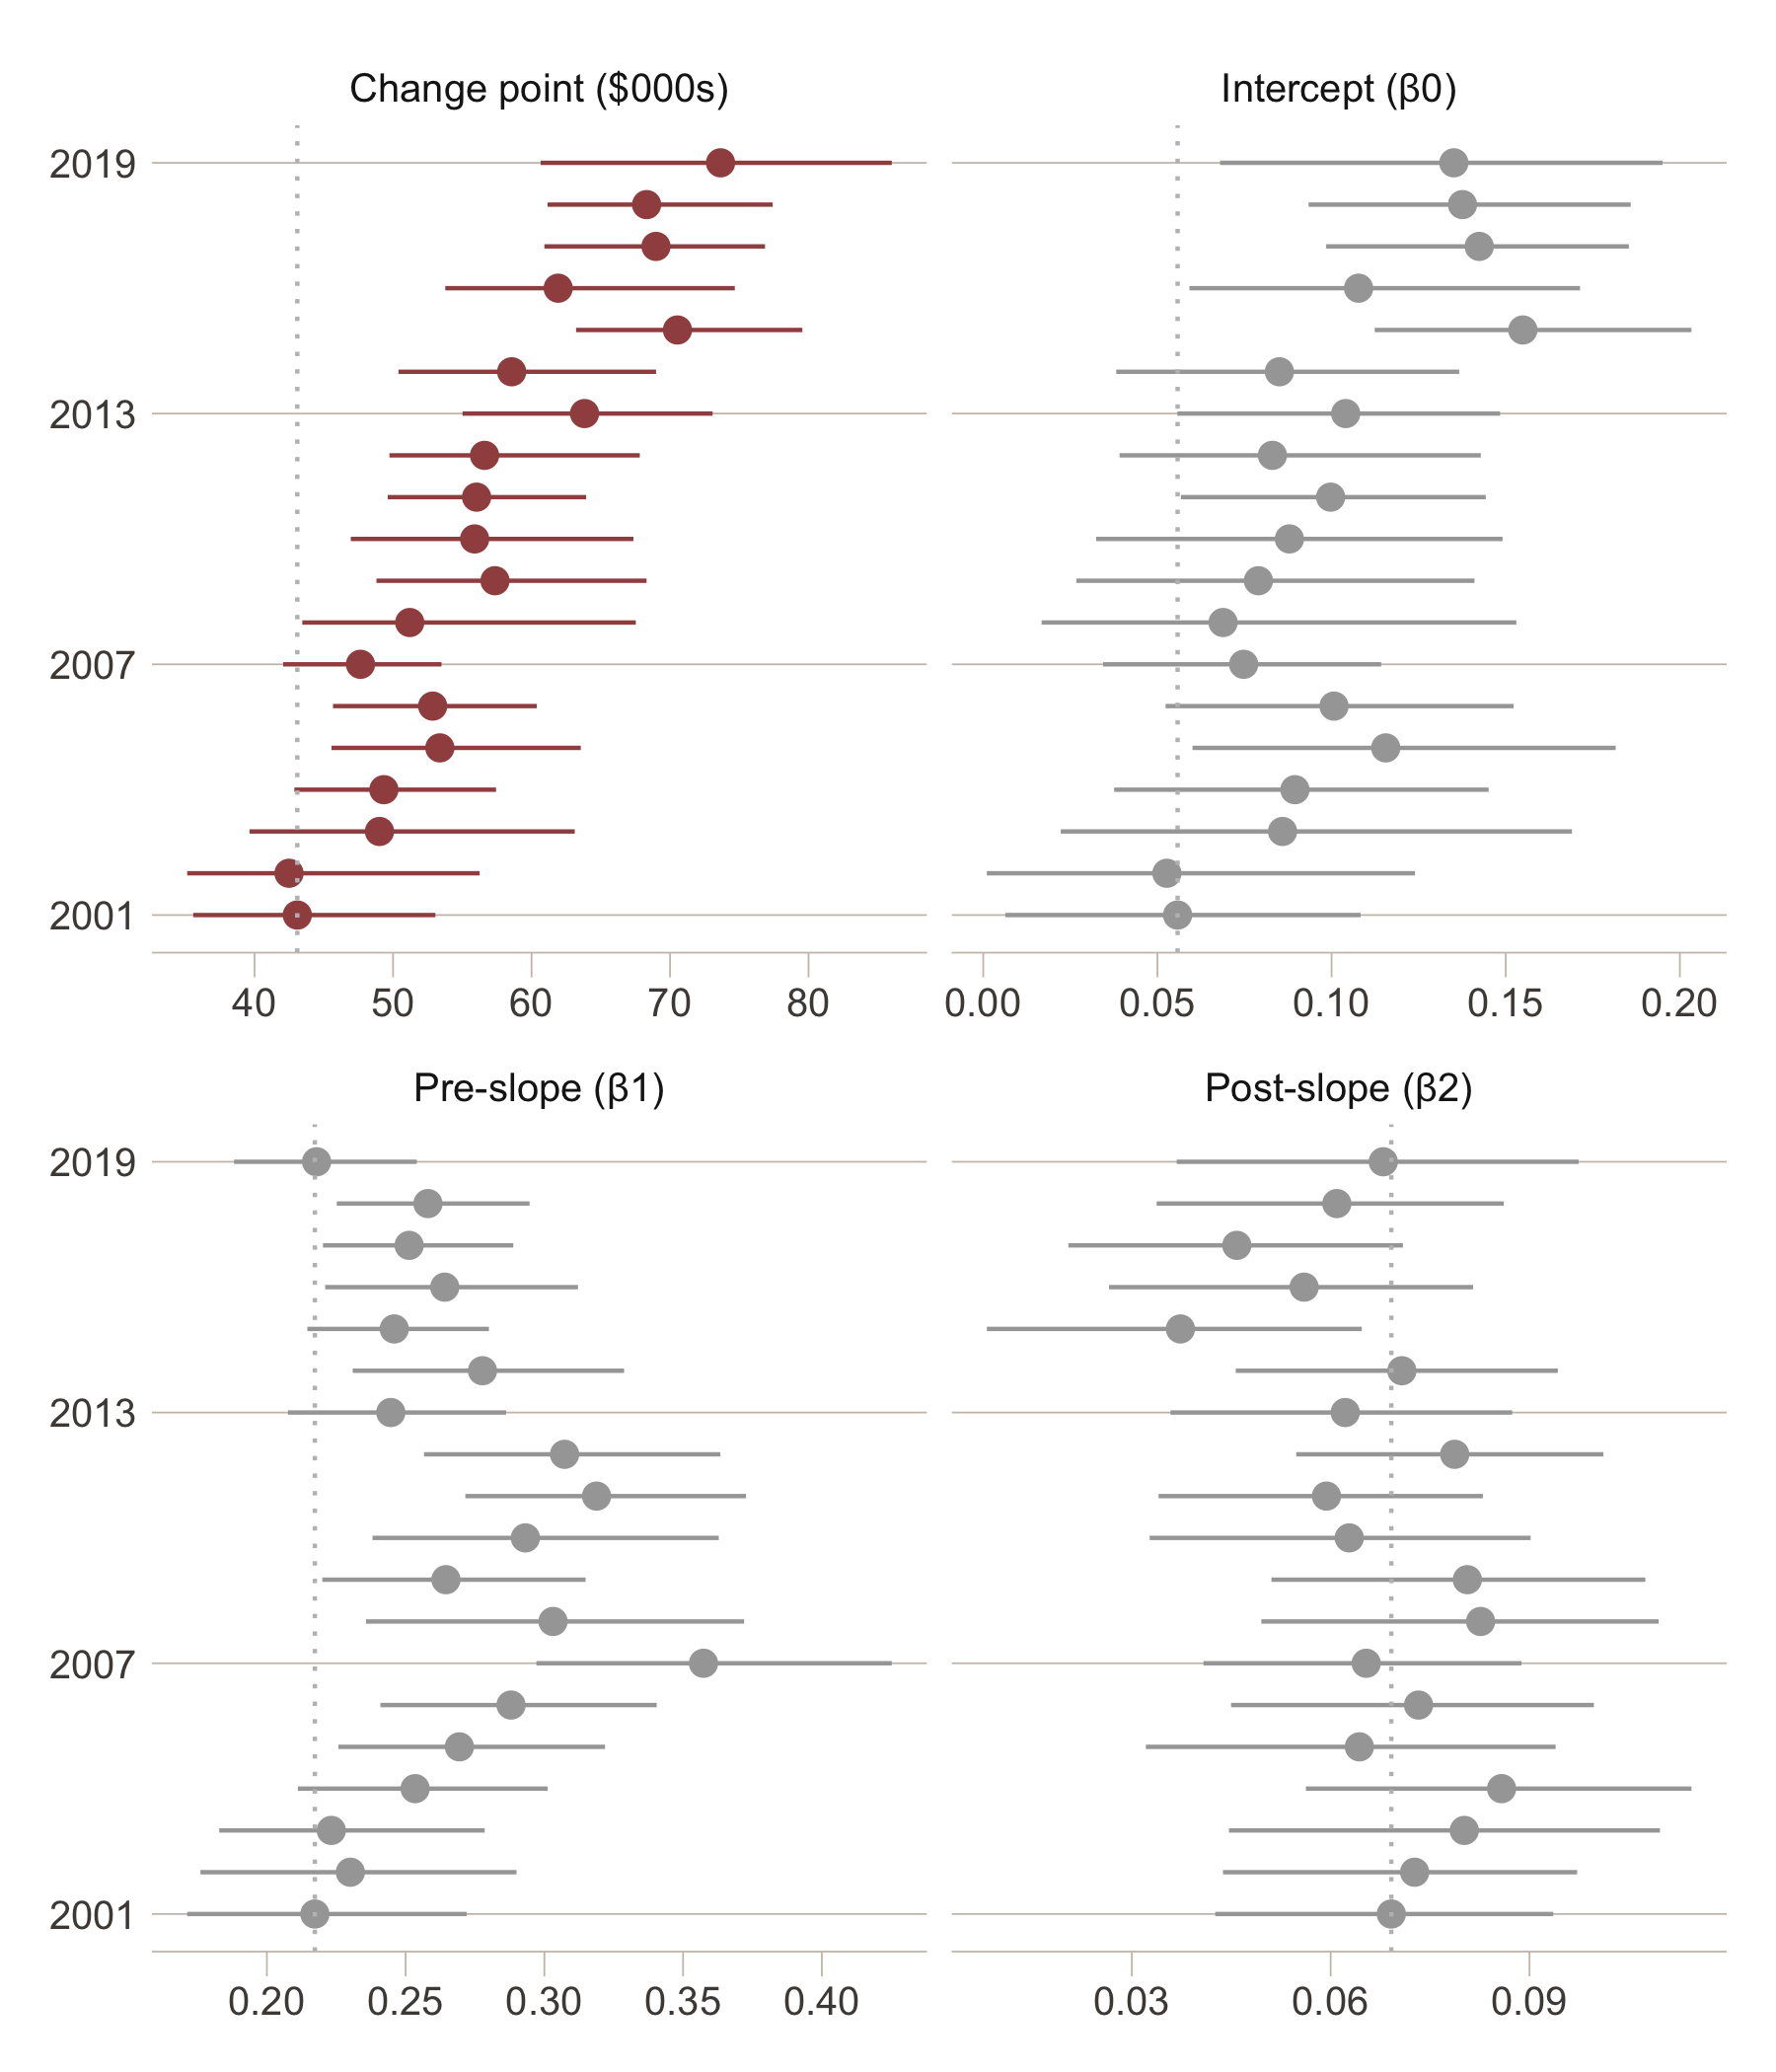 Change point ($000s)
Intercept (β0)
2019
2013
2007
2001
40 50 60 70 80
0.00 0.05 0.10 0.15 0.20
Pre-slope (β1)
Post-slope (β2)
2019
2013
2007
2001
0.20 0.25 0.30 0.35 0.40
0.03 0.06 0.09